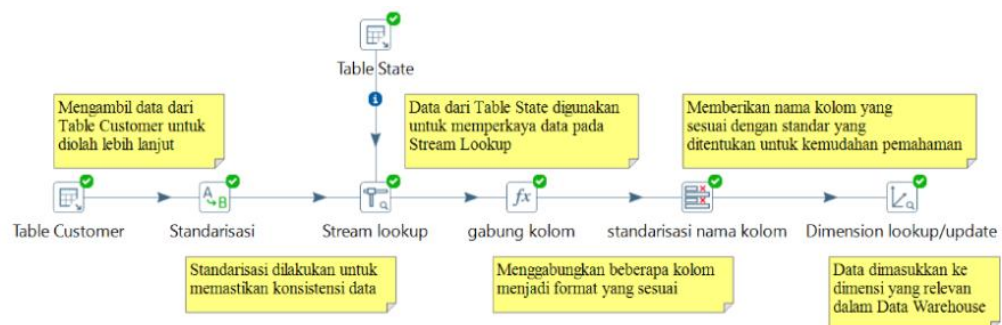 Table State
Mengambil data dari
Table Customer untuk
diolah lebih lanjut
Data dari Table State digunakan
untuk memperkaya data pada
Stream Lookup
Memberikan nama kolom yang
sesuai dengan standar yang
ditentukan untuk kemudahan pemahaman
A
B
fx
Table Customer
Standarisasi
Stream lookup
gabung kolom
standarisasi nama kolom
Dimension lookup/update
Standarisasi dilakukan untuk
memastikan konsistensi data
Menggabungkan beberapa kolom
menjadi format yang sesuai
Data dimasukkan ke
dimensi yang relevan
dalam Data Warehouse